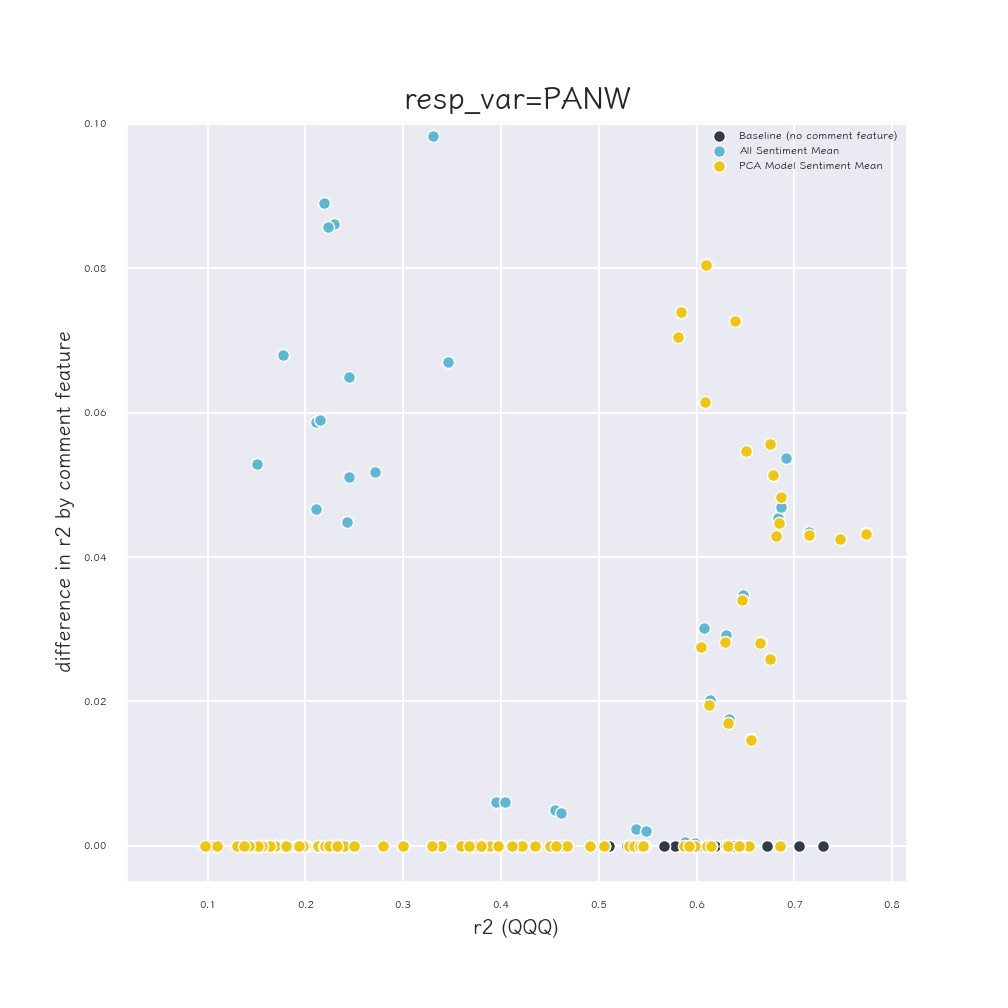 resp_var=PANW
Baseline (no comment feature)
All Sentiment Mean
PCA Model Sentiment Mean
difference in r2 by comment feature
0.10
0.08
0.06
0.04
0.02
0.00
0.1
0.2
0.3
0.4
0.5
0.6
0.7
0.8
r2 (QQQ)